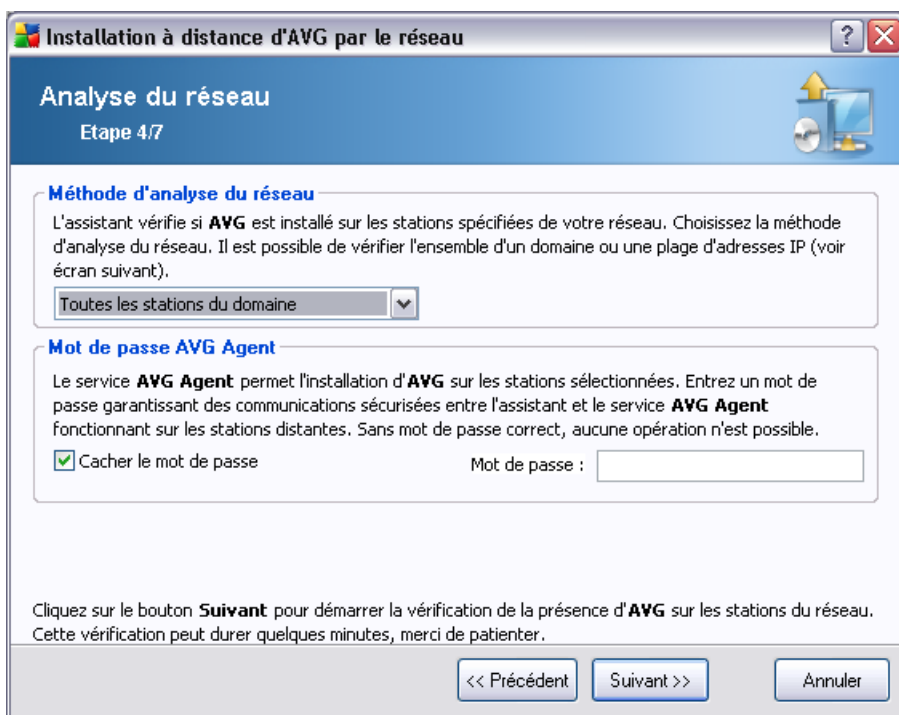 Installation à distance d'AVG par le réseau
?
Analyse du réseau
Etape 4/7
Méthode d'analyse du réseau
L'assistant vérifie si AVG est installé sur les stations spécifiées de votre réseau. Choisissez la méthode
d'analyse du réseau. Il est possible de vérifier l'ensemble d'un domaine ou une plage d'adresses IP (voir
écran suivant).
Toutes les stations du domaine
Mot de passe AVG Agent
Le service AVG Agent permet l'installation d'AVG sur les stations sélectionnées. Entrez un mot de
passe garantissant des communications sécurisées entre l'assistant et le service AVG Agent
fonctionnant sur les stations distantes. Sans mot de passe correct, aucune opération n'est possible.
Cacher le mot de passe
Mot de passe :
Cliquez sur le bouton Suivant pour démarrer la vérification de la présence d'AVG sur les stations du réseau.
Cette vérification peut durer quelques minutes, merci de patienter.
<< Précédent
Suivant >>
Annuler